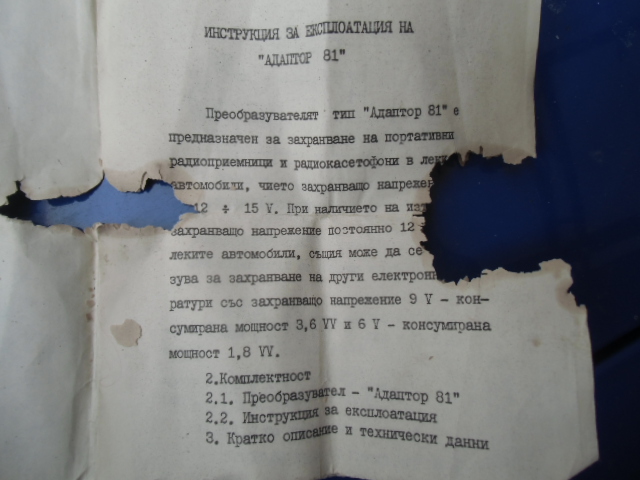 ИНСТРУКЦИЯ ЗА ЕКСПЛОАТАЦИЯ НА
"АДАПТОР 81"
Преобразувателят тип "Адаптор 81" е
предназначен за захранване на портативни
радиоприемници и радиокасетофони в
автомобили, чието захранващо
12 ÷ 15 V. При наличието на
захранващо напрежение постоянно 12
леките автомобили, същия може да се
зува за захранване на други
ратури със захранващо напрежение 9 V - кон-
сумирана мощност 3,6 VV и 6 V - консумирана
мощност 1,8 VV.
2.Комплектност
2.1. Преобразувател - "Адаптор 81"
2.2. Инструкция за експлоатация
3. Кратко описание и технически данни